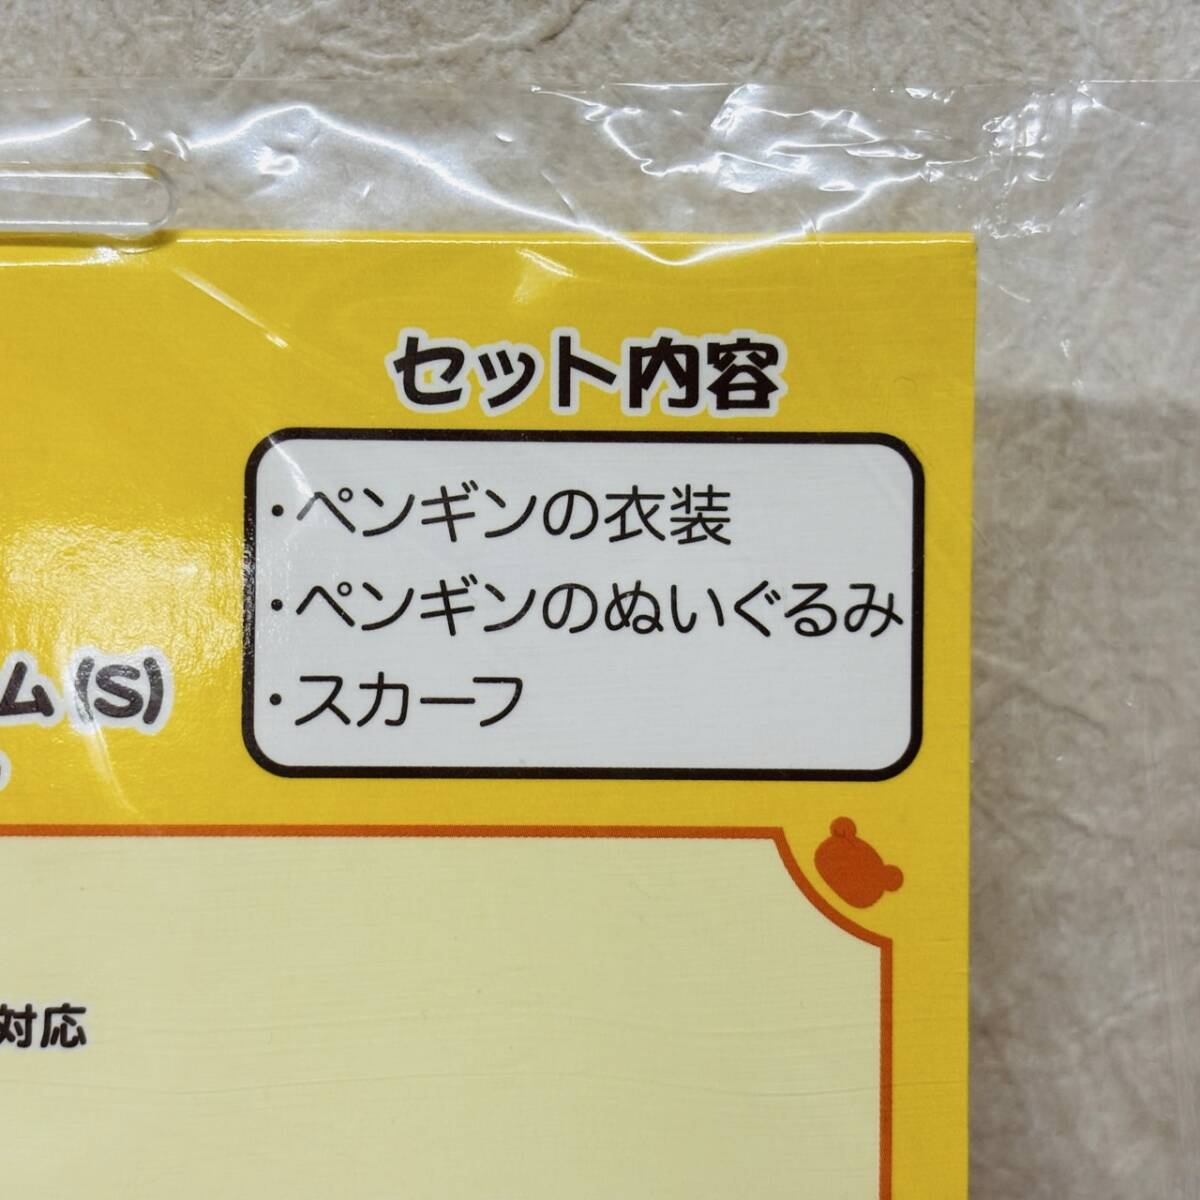 セット内容
・ペンギンの衣装
・ペンギンのぬいぐるみ
・スカーフ
ム(S)
対応